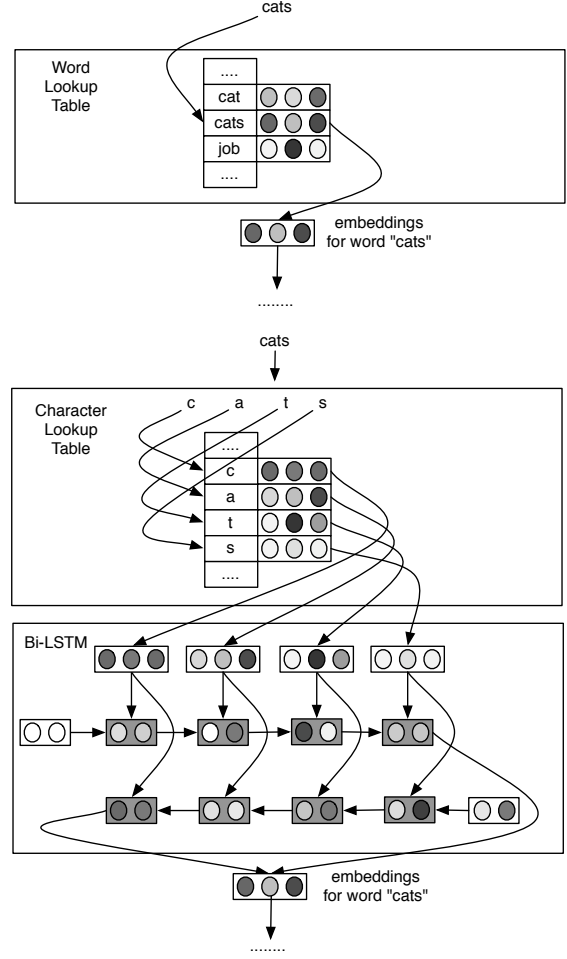 cats
Word
Lookup
Table
....
cat
cats
job
....
embeddings
for word "cats"
........
cats
Character
Lookup
Table
c a t s
....
c
a
t
s
....
Bi-LSTM
embeddings
for word "cats"
........